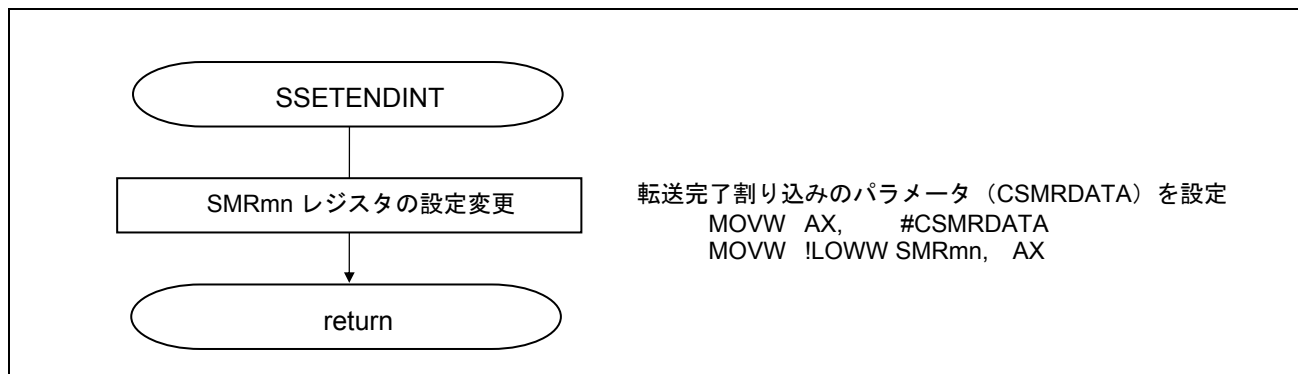 SSETENDINT
SMRmn レジスタの設定変更
転送完了割り込みのパラメータ（CSMRDATA）を設定
MOVW AX, #CSMRDATA
MOVW !LOWW SMRmn, AX
return